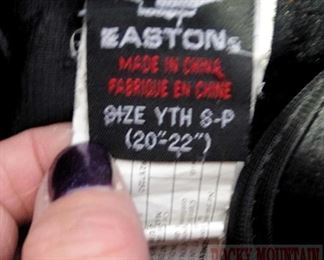 EASTON®
MADE IN CHINA
FABRIQUE EN CHINE
SIZE YTH S-P
(20"-22")
ROCKY MOUNTAIN